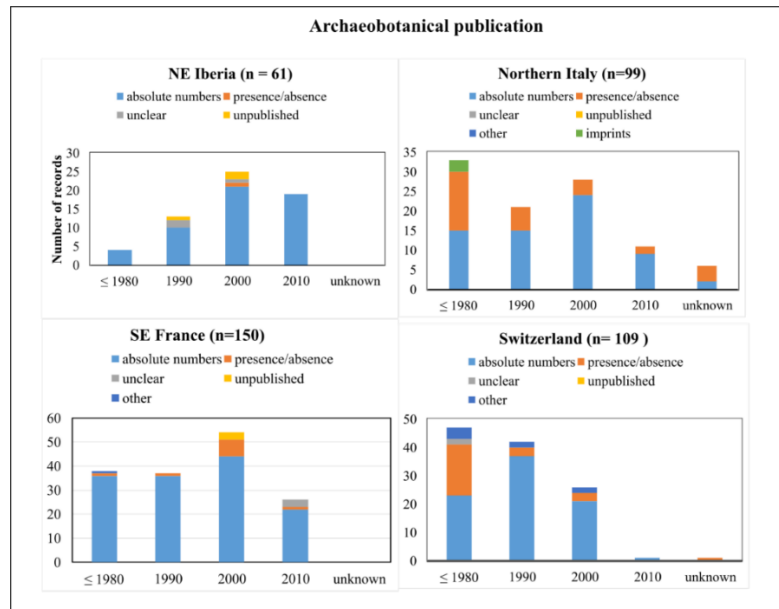 Archaeobotanical publication
NE Iberia (n = 61)
absolute numbers presence/absence
unclear unpublished
Number of records
30
25
20
15
10
5
0
≤ 1980 1990 2000 2010 unknown
Northern Italy (n=99)
absolute numbers presence/absence
unclear unpublished
other imprints
35
30
25
20
15
10
5
0
≤ 1980 1990 2000 2010 unknown
SE France (n=150)
absolute numbers presence/absence
unclear unpublished
other
60
50
40
30
20
10
0
≤ 1980 1990 2000 2010 unknown
Switzerland (n= 109 )
absolute numbers presence/absence
unclear unpublished
other
50
40
30
20
10
0
≤ 1980 1990 2000 2010 unknown